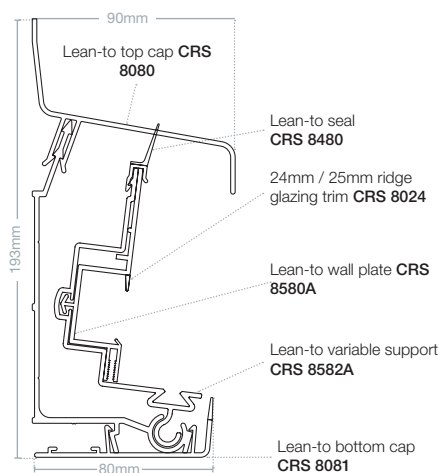 90mm
Lean-to top cap CRS
8080
Lean-to seal
CRS 8480
24mm / 25mm ridge
glazing trim CRS 8024
193mm
Lean-to wall plate CRS
8580A
Lean-to variable support
CRS 8582A
Lean-to bottom cap
CRS 8081
80mm